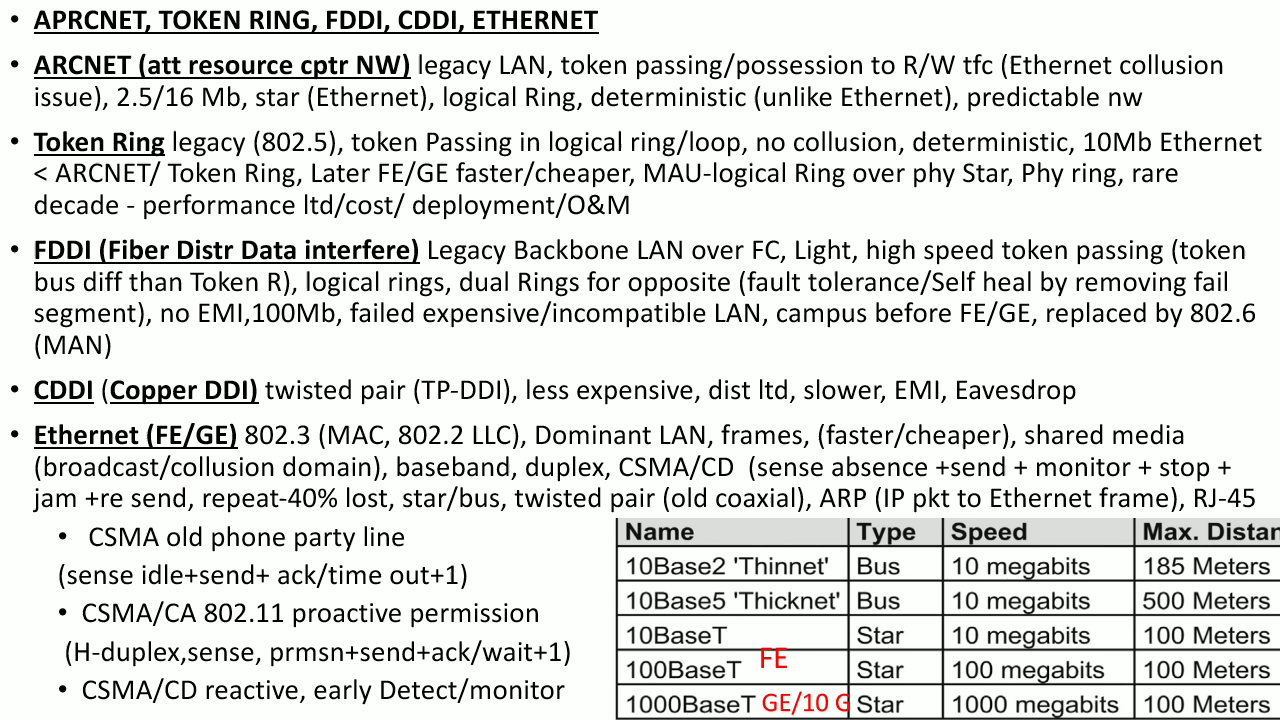 • APRCNET, TOKEN RING, FDDI, CDDI, ETHERNET
• ARCNET (att resource cptr NW) legacy LAN, token passing/possession to R/W tfc (Ethernet collusion
issue), 2.5/16 Mb, star (Ethernet), logical Ring, deterministic (unlike Ethernet), predictable nw
• Token Ring legacy (802.5), token Passing in logical ring/loop, no collusion, deterministic, 10Mb Ethernet
< ARCNET/ Token Ring, Later FE/GE faster/cheaper, MAU-logical Ring over phy Star, Phy ring, rare
decade - performance ltd/cost/ deployment/O&M
• FDDI (Fiber Distr Data interfere) Legacy Backbone LAN over FC, Light, high speed token passing (token
bus diff than Token R), logical rings, dual Rings for opposite (fault tolerance/Self heal by removing fail
segment), no EMI,100Mb, failed expensive/incompatible LAN, campus before FE/GE, replaced by 802.6
(MAN)
• CDDI (Copper DDI) twisted pair (TP-DDI), less expensive, dist ltd, slower, EMI, Eavesdrop
• Ethernet (FE/GE) 802.3 (MAC, 802.2 LLC), Dominant LAN, frames, (faster/cheaper), shared media
(broadcast/collusion domain), baseband, duplex, CSMA/CD (sense absence +send + monitor + stop +
jam +re send, repeat-40% lost, star/bus, twisted pair (old coaxial), ARP (IP pkt to Ethernet frame), RJ-45
• CSMA old phone party line
(sense idle+send+ ack/time out+1)
• CSMA/CA 802.11 proactive permission
(H-duplex,sense, prmsn+send+ack/wait+1)
• CSMA/CD reactive, early Detect/monitor
Name Type Speed Max. Distan
10Base2 'Thinnet' Bus 10 megabits 185 Meters
10Base5 'Thicknet' Bus 10 megabits 500 Meters
10BaseT Star 10 megabits 100 Meters
100BaseT FE Star 100 megabits 100 Meters
1000BaseT GE/10 G Star 1000 megabits 100 Meters